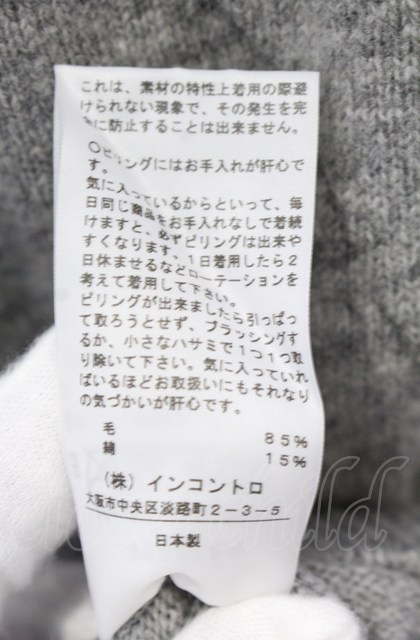 これは、素材の特性上着用の際避
けられない現象で、その発生を完
全に防止することは出来ません。
〇ピリングにはお手入れが肝心で
す。
気に入っているからといって、毎
日同じ商品をお手入れなしで着続
けますと、必ずピリングは出来や
すくなります。1日着用したら2
日休ませるなどローテーションを
考えて着用して下さい。
ピリングが出来ましたら引っぱっ
て取ろうとせず、ブラッシングす
るか、小さなハサミで1つ1つ取
り除いて下さい。気に入っていれ
ばいるほどお取扱いにもそれなり
の気づかいが肝心です。
毛 85%
綿 15%
(株) インコントロ
大阪市中央区淡路町2-3-5
日本製